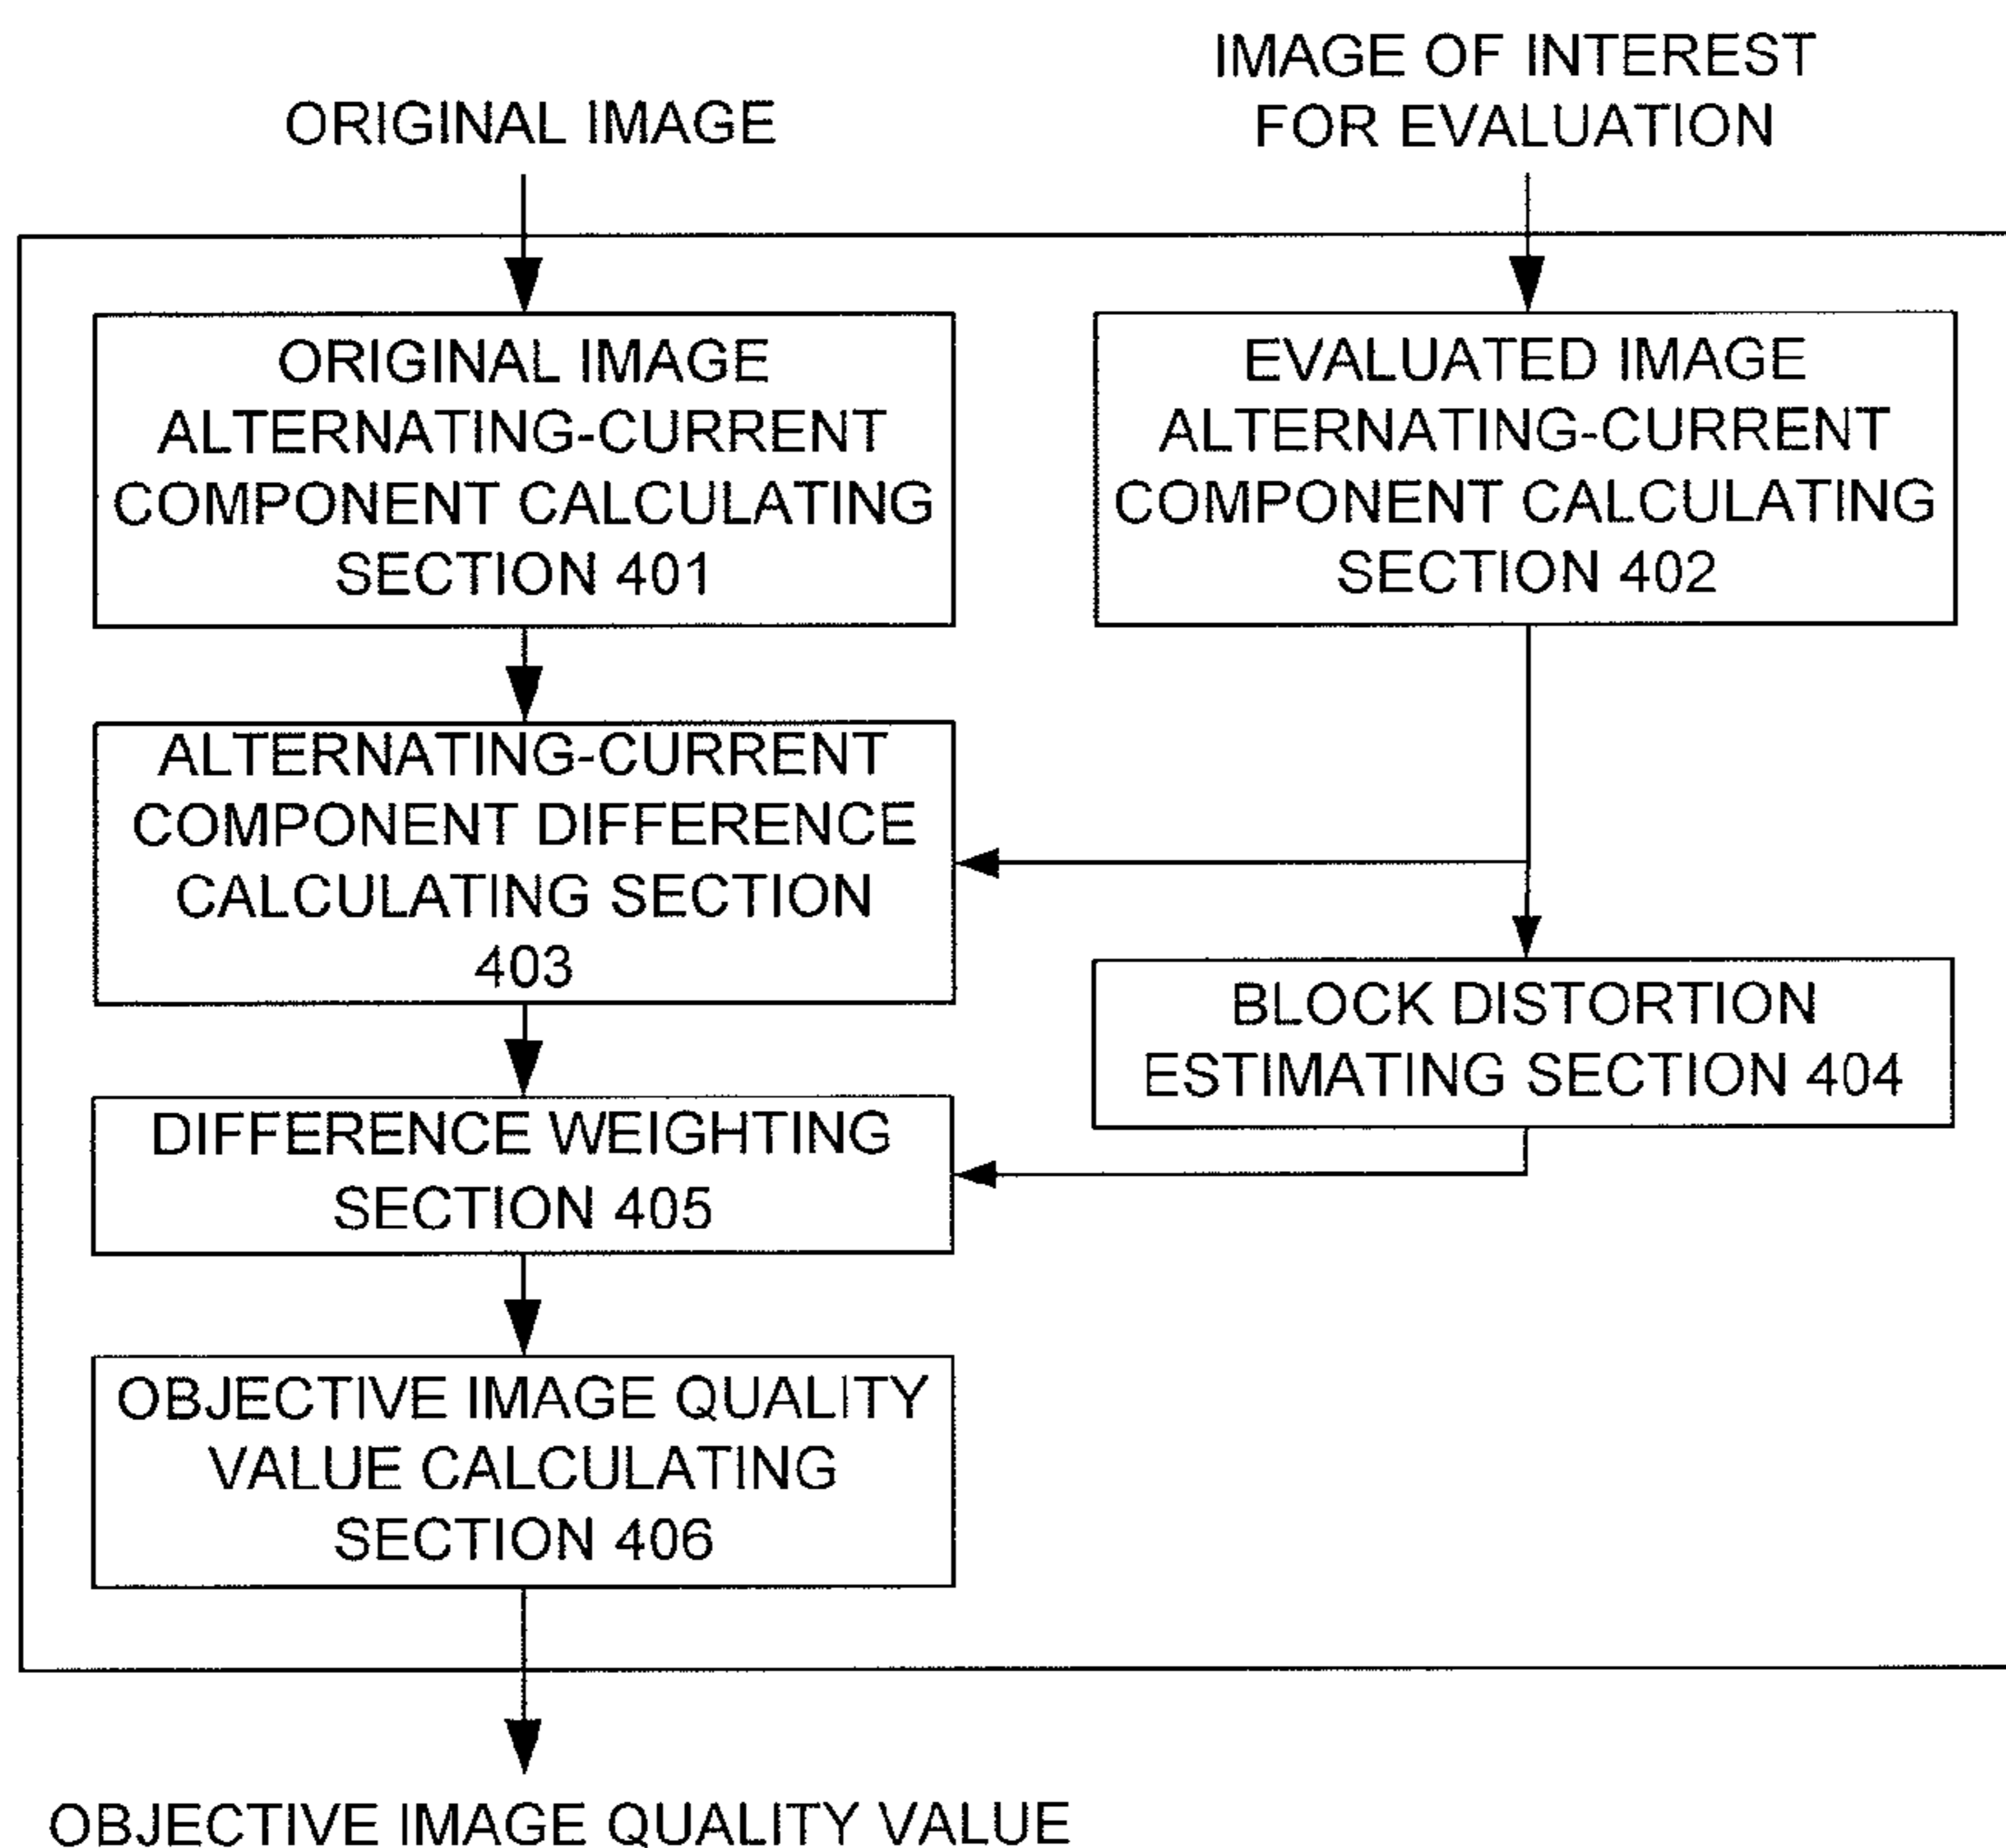 ORIGINAL IMAGE
IMAGE OF INTEREST
FOR EVALUATION
ORIGINAL IMAGE
ALTERNATING-CURRENT
COMPONENT CALCULATING
SECTION 401
EVALUATED IMAGE
ALTERNATING-CURRENT
COMPONENT CALCULATING
SECTION 402
ALTERNATING-CURRENT
COMPONENT DIFFERENCE
CALCULATING SECTION
403
BLOCK DISTORTION
ESTIMATING SECTION 404
DIFFERENCE WEIGHTING
SECTION 405
OBJECTIVE IMAGE QUALITY
VALUE CALCULATING
SECTION 406
OBJECTIVE IMAGE QUALITY VALUE